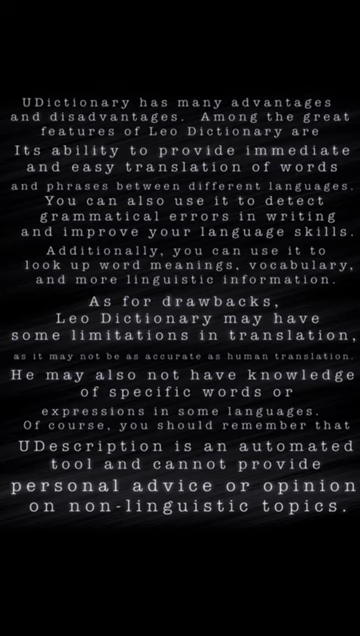 UDictionary has many advantages
and disadvantages. Among the great
features of Leo Dictionary are
Its ability to provide immediate
and easy translation of words
and phrases between different languages.
You can also use it to detect
grammatical errors in writing
and improve your language skills.
Additionally, you can use it to
look up word meanings, vocabulary,
and more linguistic information.
As for drawbacks,
Leo Dictionary may have
some limitations in translation,
as it may not be as accurate as human translation.
He may also not have knowledge
of specific words or
expressions in some languages.
Of course, you should remember that
UDescription is an automated
tool and cannot provide
personal advice or opinion
on non-linguistic topics.